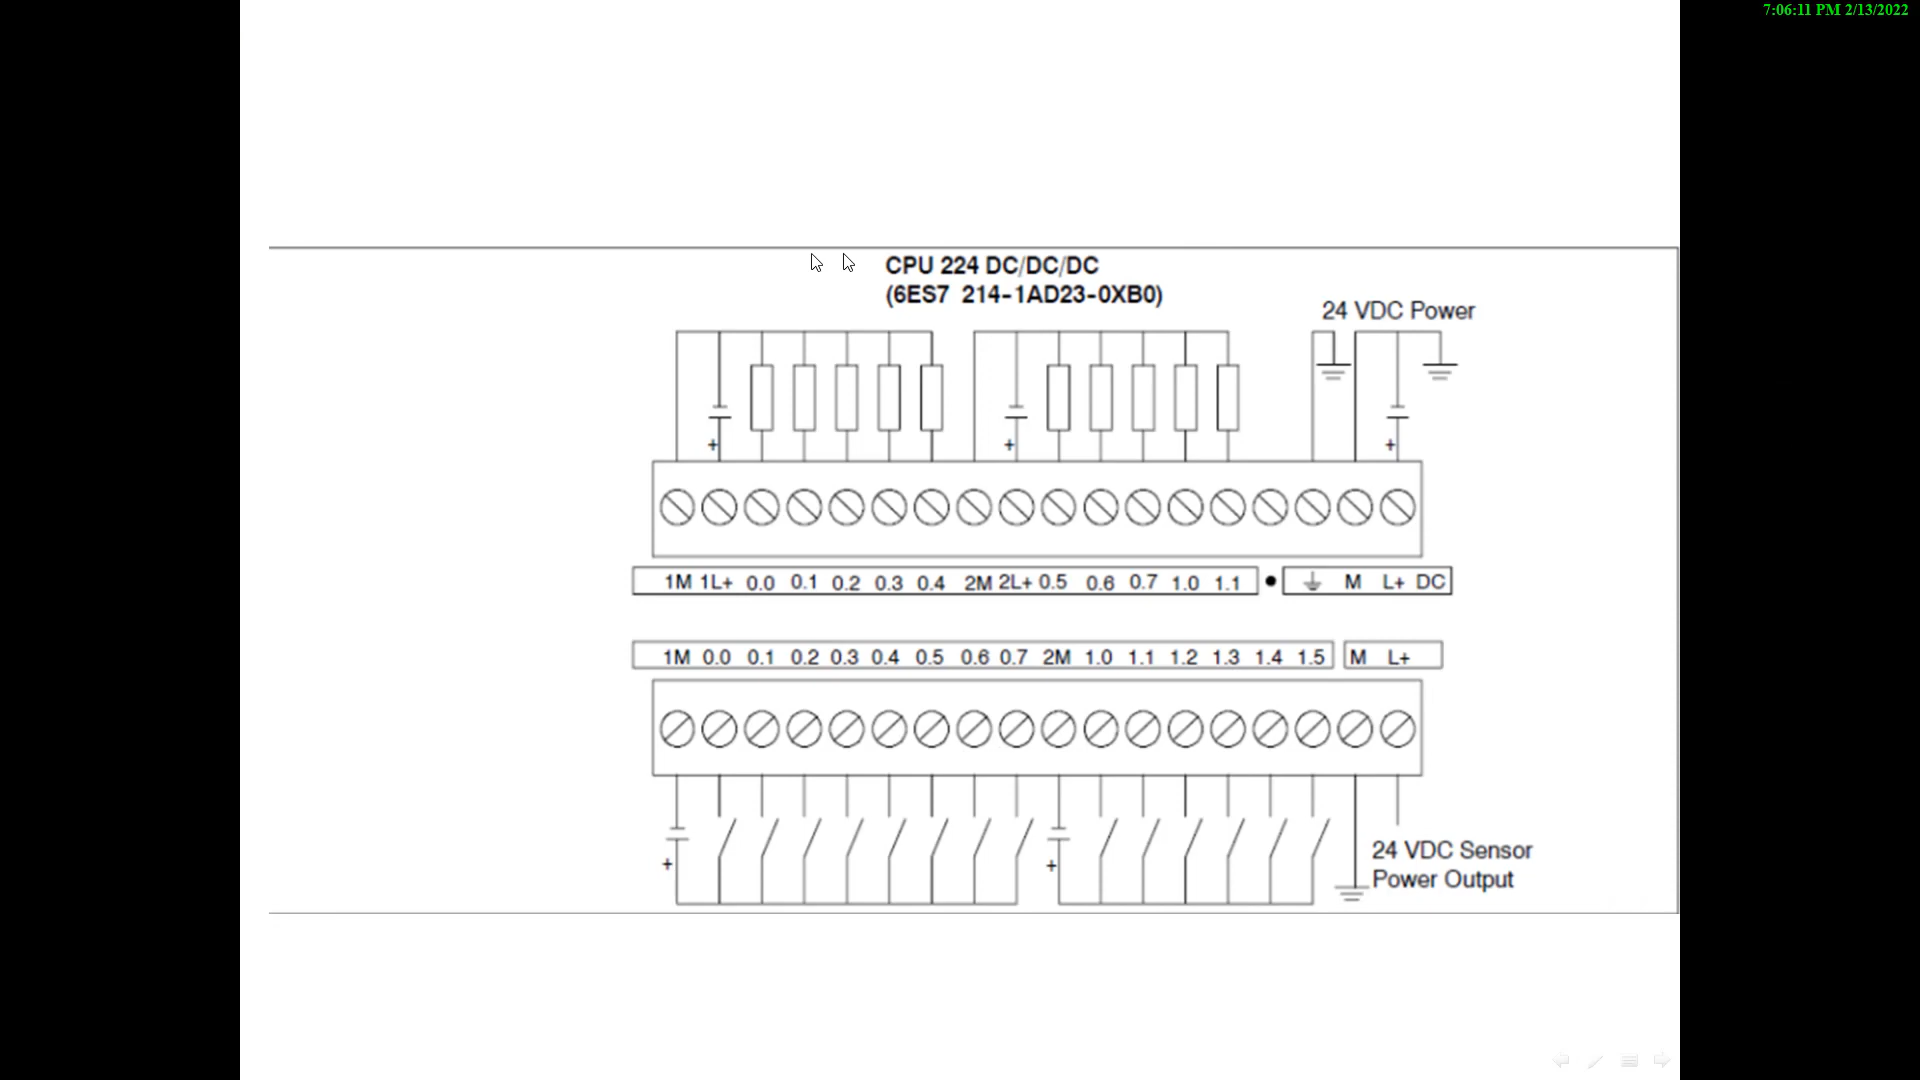 7:06:11 PM 2/13/2022
CPU 224 DC/DC/DC
(6ES7 214-1AD23-0XB0)
24 VDC Power
+ + +
1M 1L+ 0.0 0.1 0.2 0.3 0.4 2M 2L+ 0.5 0.6 0.7 1.0 1.1 M L+ DC
1M 0.0 0.1 0.2 0.3 0.4 0.5 0.6 0.7 2M 1.0 1.1 1.2 1.3 1.4 1.5 M L+
+ +
24 VDC Sensor
Power Output